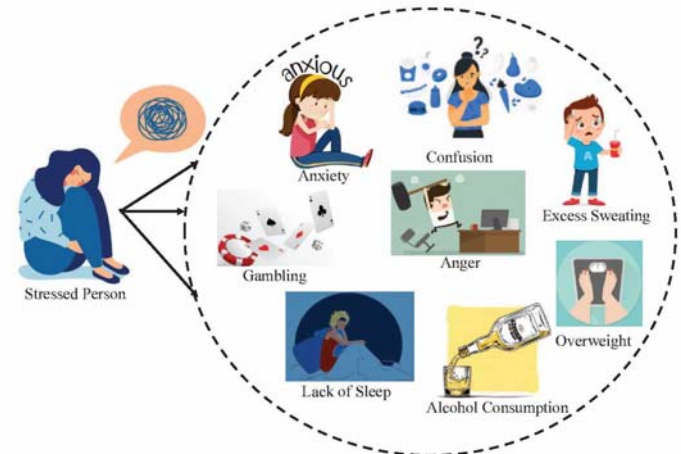 anxious
??
Anxiety
Confusion
A
Excess Sweating
Gambling
Anger
Stressed Person
Overweight
Lack of Sleep
Alcohol Consumption